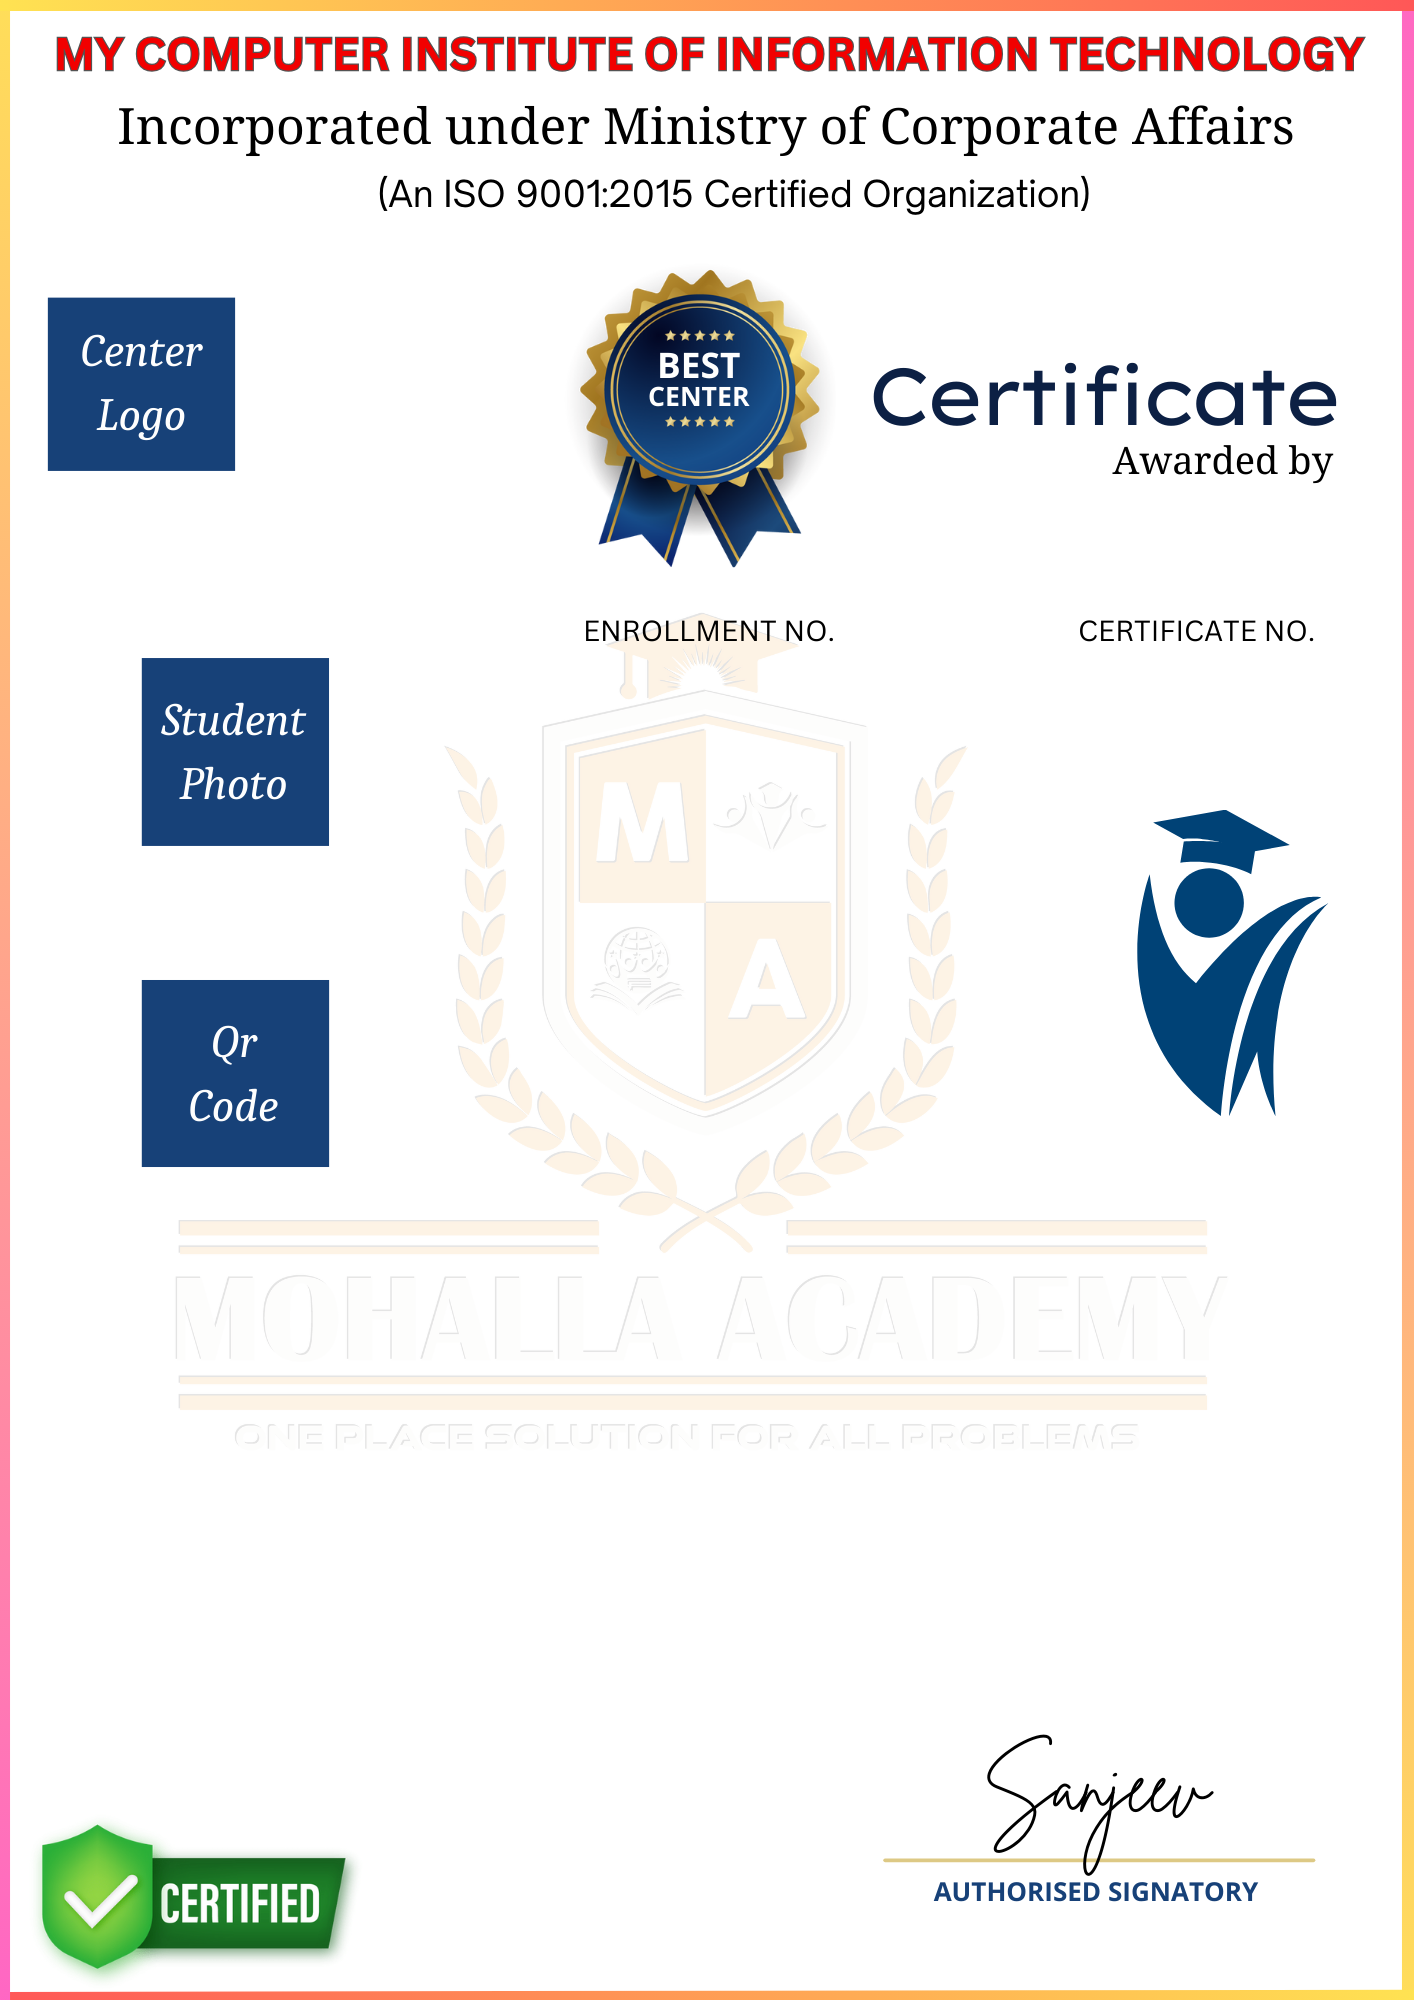 MY COMPUTER INSTITUTE OF INFORMATION TECHNOLOGY
Incorporated under Ministry of Corporate Affairs
(An ISO 9001:2015 Certified Organization)
Center
Logo
BEST
CENTER
Certificate
Awarded by
ENROLLMENT NO.
CERTIFICATE NO.
Student
Photo
M
A
Qr
Code
MOHALLA ACADEMY
ONE PLACE SOLUTION FOR ALL PROBLEMS
Sanjeev
AUTHORISED SIGNATORY
CERTIFIED